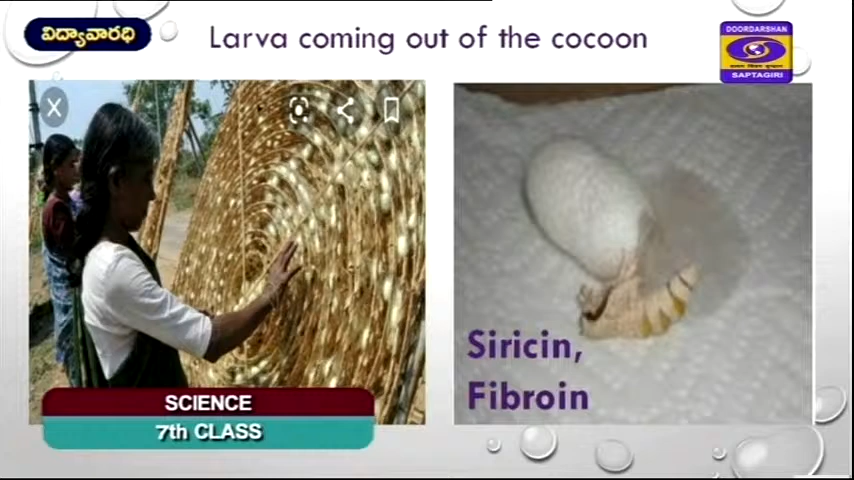 విద్యావారధి
Larva coming out of the cocoon
DOORDARSHAN
SAPTAGIRI
Siricin,
Fibroin
SCIENCE
7th CLASS